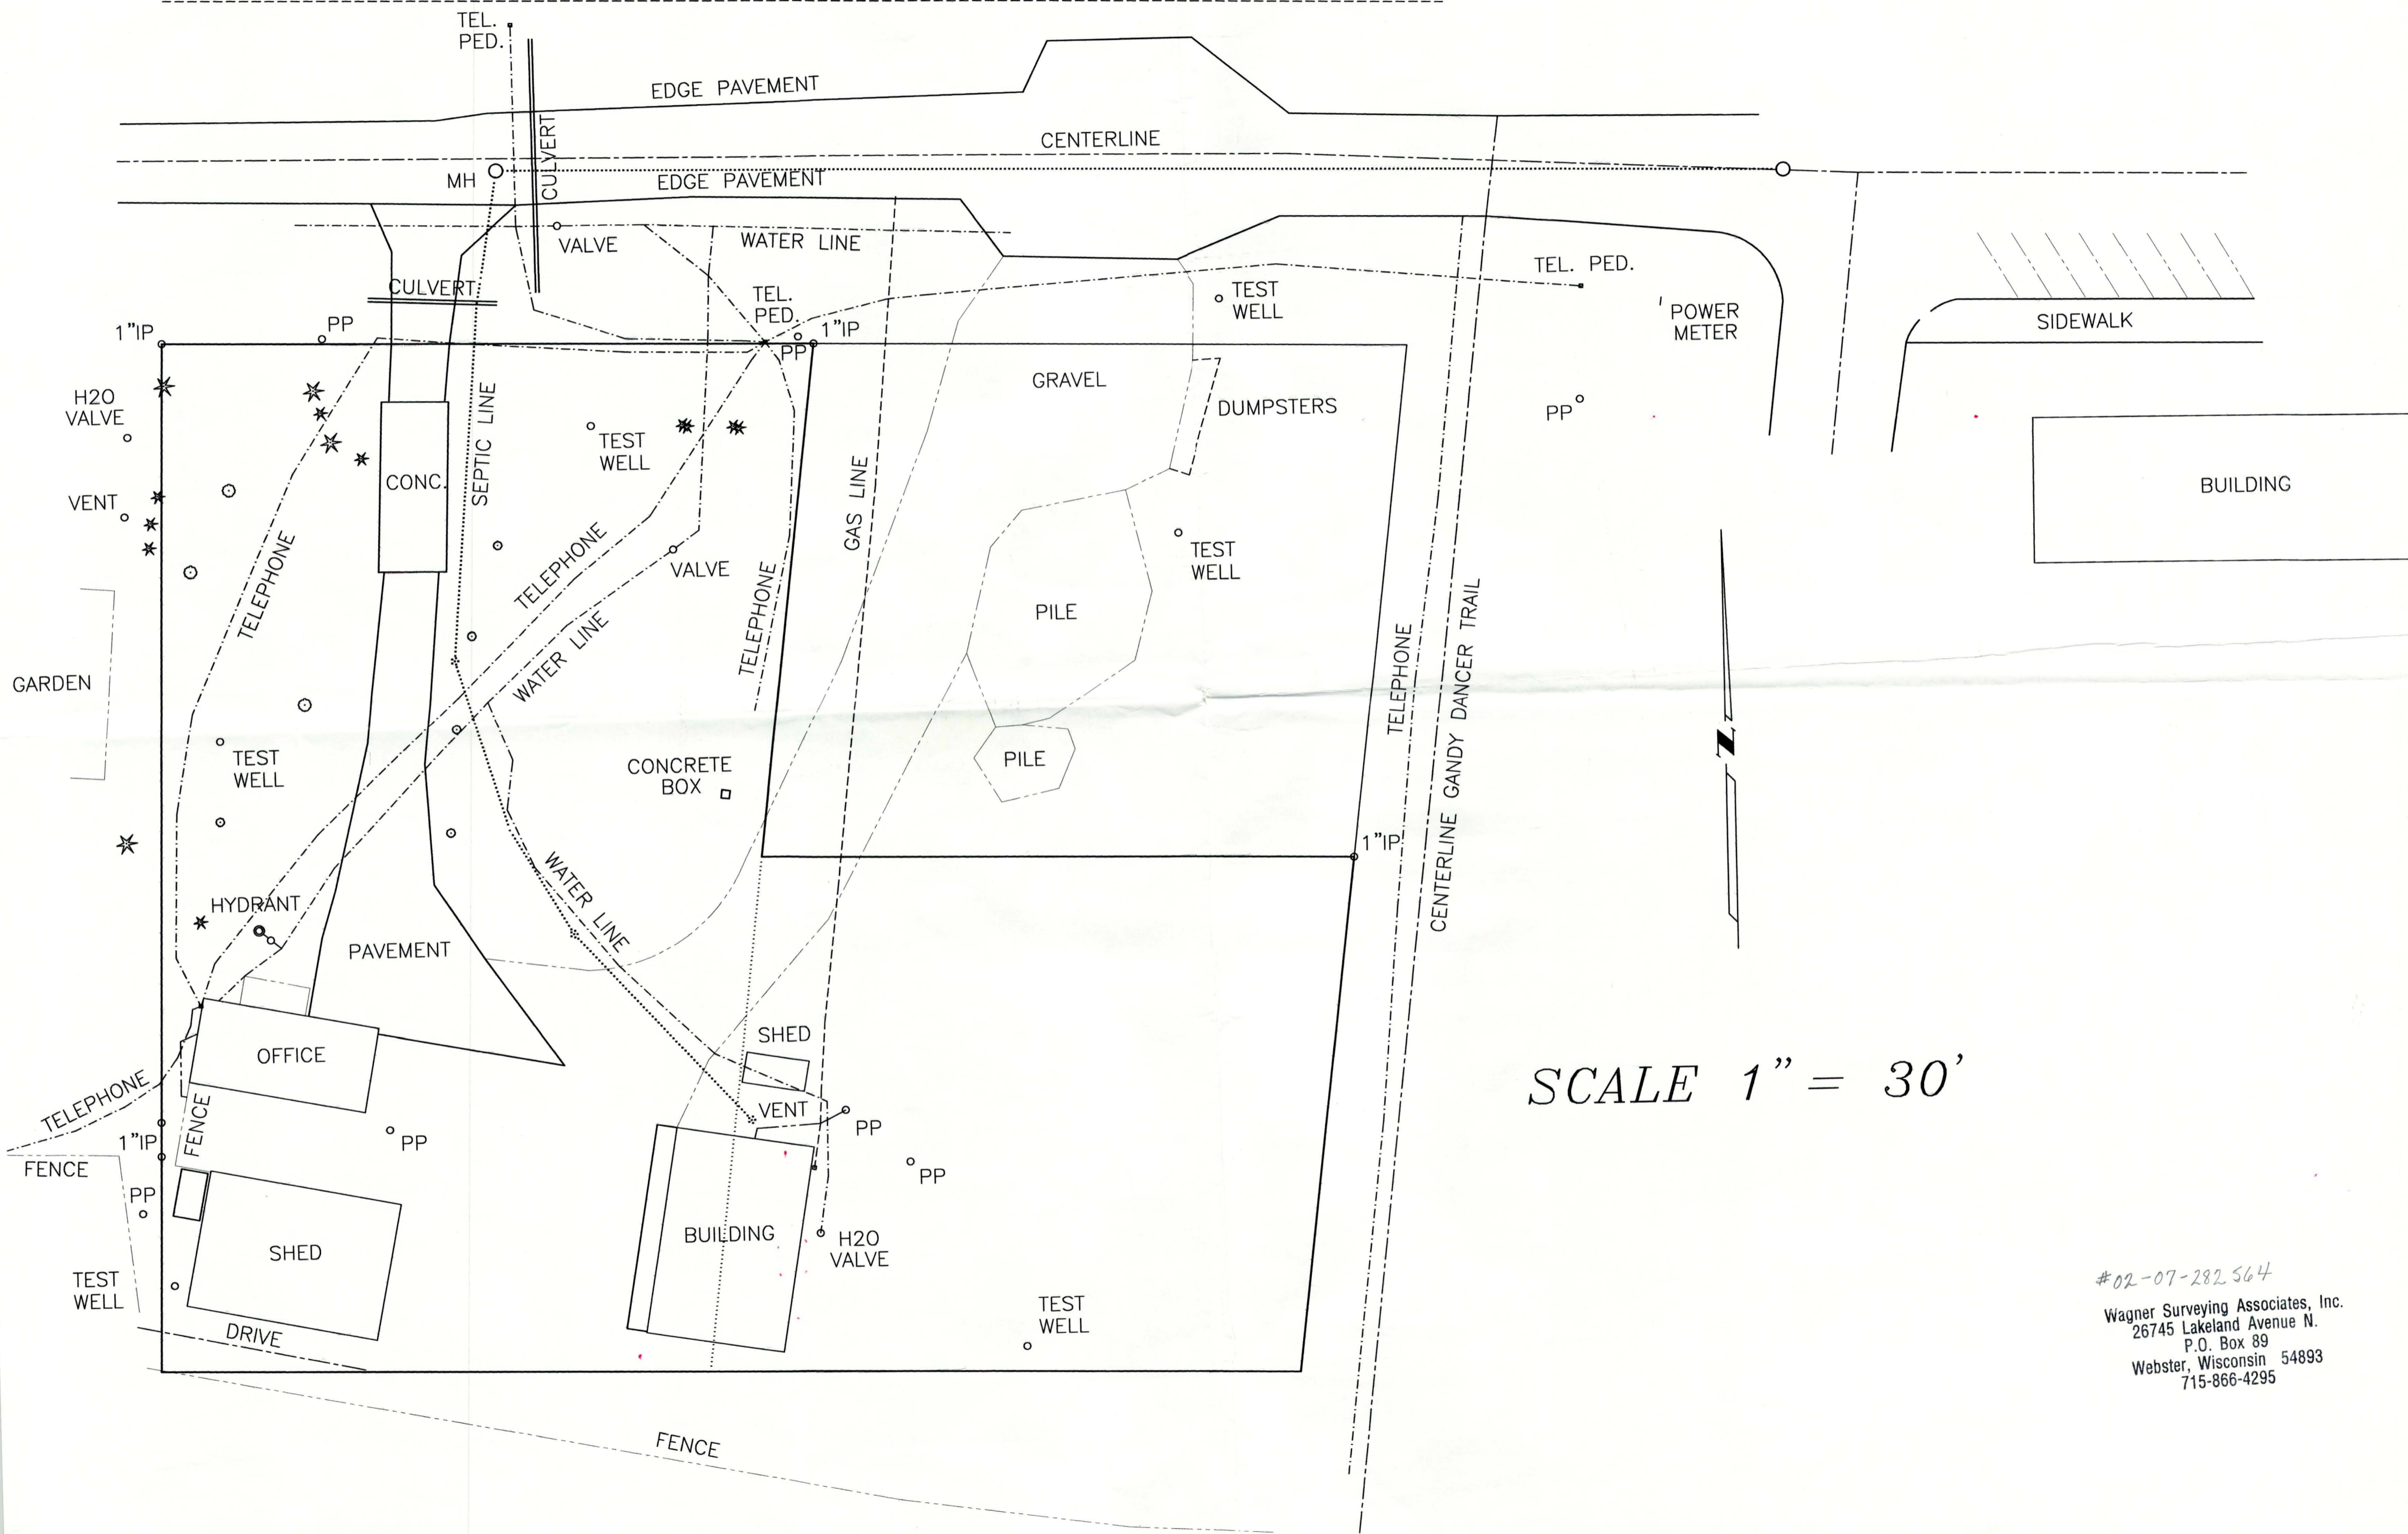 TEL.
PED.
EDGE PAVEMENT
CULVERT
CENTERLINE
MH
EDGE PAVEMENT
VALVE
WATER LINE
TEL. PED.
CULVERT
TEL.
PED.
TEST
WELL
POWER
METER
SIDEWALK
1"IP
PP
PP
1"IP
H2O
VALVE
SEPTIC LINE
GRAVEL
DUMPSTERS
PP
TEST
WELL
CONC.
VENT
GAS LINE
BUILDING
TELEPHONE
TELEPHONE
VALVE
TELEPHONE
TEST
WELL
PILE
GARDEN
WATER LINE
TELEPHONE
CENTERLINE GANDY DANCER TRAIL
N
TEST
WELL
CONCRETE
BOX
PILE
1"IP
HYDRANT
WATER LINE
PAVEMENT
OFFICE
SHED
SCALE 1" = 30'
TELEPHONE
FENCE
VENT
PP
1"IP
PP
FENCE
PP
PP
BUILDING
H2O
VALVE
SHED
TEST
WELL
TEST
WELL
DRIVE
FENCE
#02-07-282564
Wagner Surveying Associates, Inc.
26745 Lakeland Avenue N.
P.O. Box 89
Webster, Wisconsin 54893
715-866-4295